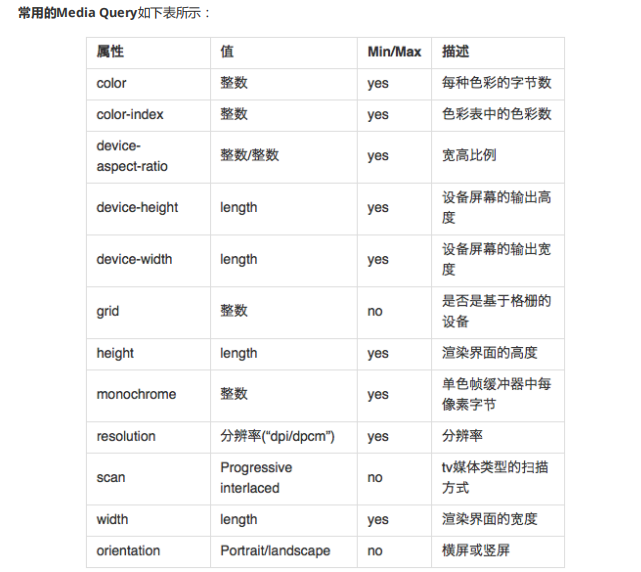 常用的Media Query如下表所示：
属性 值 Min/Max 描述
color 整数 yes 每种色彩的字节数
color-index 整数 yes 色彩表中的色彩数
device-
aspect-ratio 整数/整数 yes 宽高比例
device-height length yes 设备屏幕的输出高
度
device-width length yes 设备屏幕的输出宽
度
grid 整数 no 是否是基于格栅的
设备
height length yes 渲染界面的高度
monochrome 整数 yes 单色帧缓冲器中每
像素字节
resolution 分辨率(“dpi/dpcm”) yes 分辨率
scan Progressive
interlaced no tv媒体类型的扫描
方式
width length yes 渲染界面的宽度
orientation Portrait/landscape no 横屏或竖屏